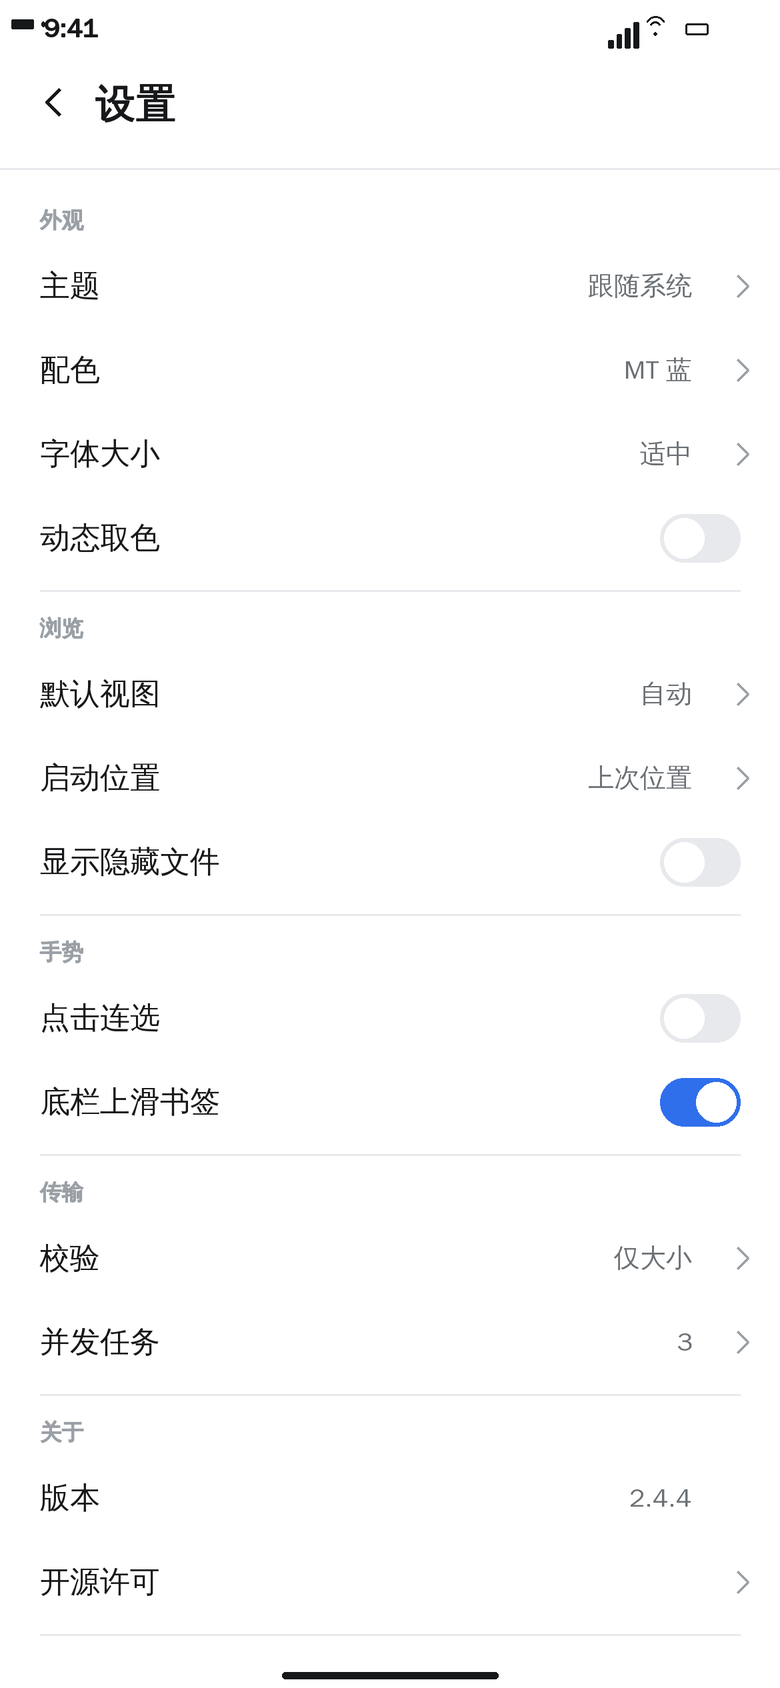 9:41
设置
外观
主题 跟随系统
配色 MT 蓝
字体大小 适中
动态取色
浏览
默认视图 自动
启动位置 上次位置
显示隐藏文件
手势
点击连选
底栏上滑书签
传输
校验 仅大小
并发任务 3
关于
版本 2.4.4
开源许可